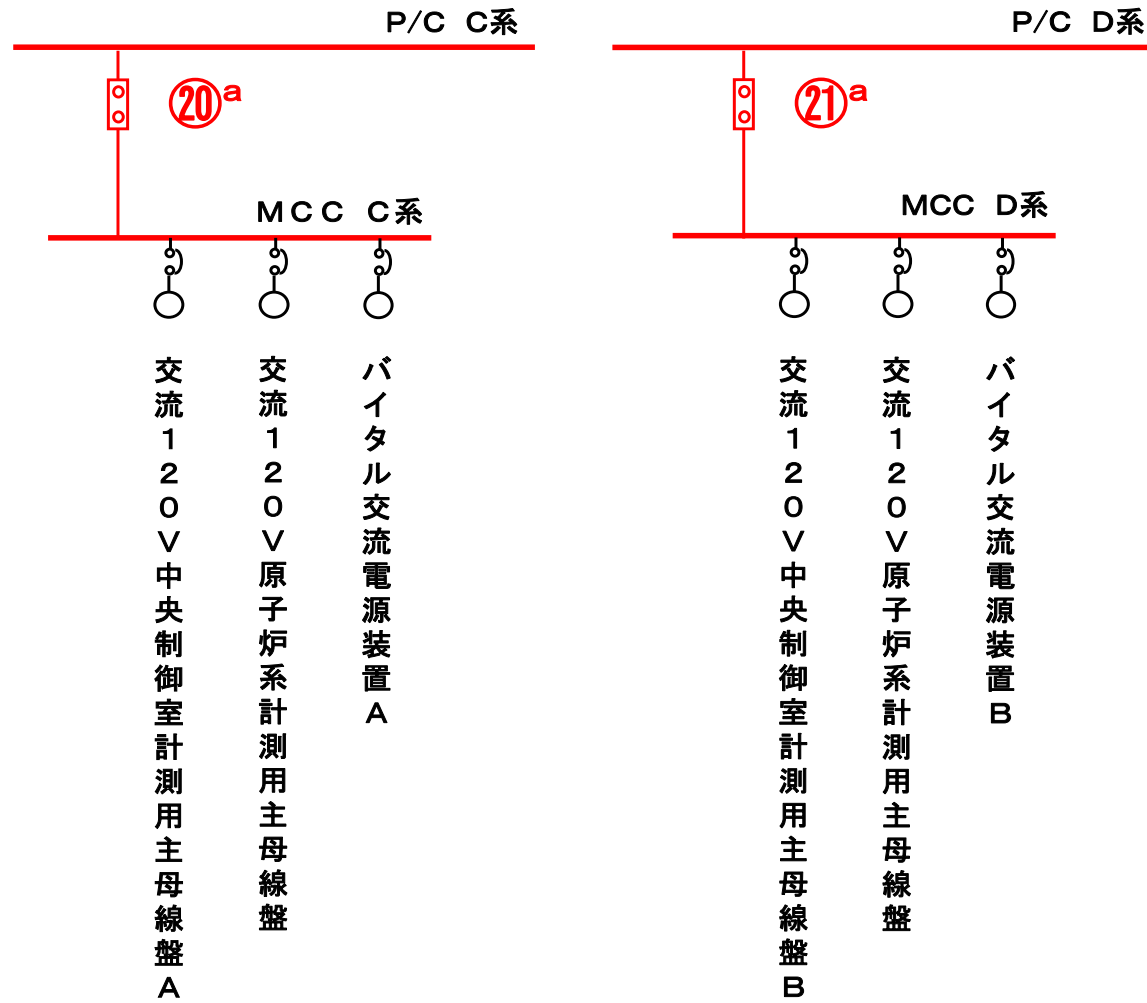 P/C C系
⑳a
MCC C系
交流120V中央制御室計測用主母線盤A
交流120V原子炉系計測用主母線盤
バイタル交流電源装置A
P/C D系
㉑a
MCC D系
交流120V中央制御室計測用主母線盤B
交流120V原子炉系計測用主母線盤
バイタル交流電源装置B